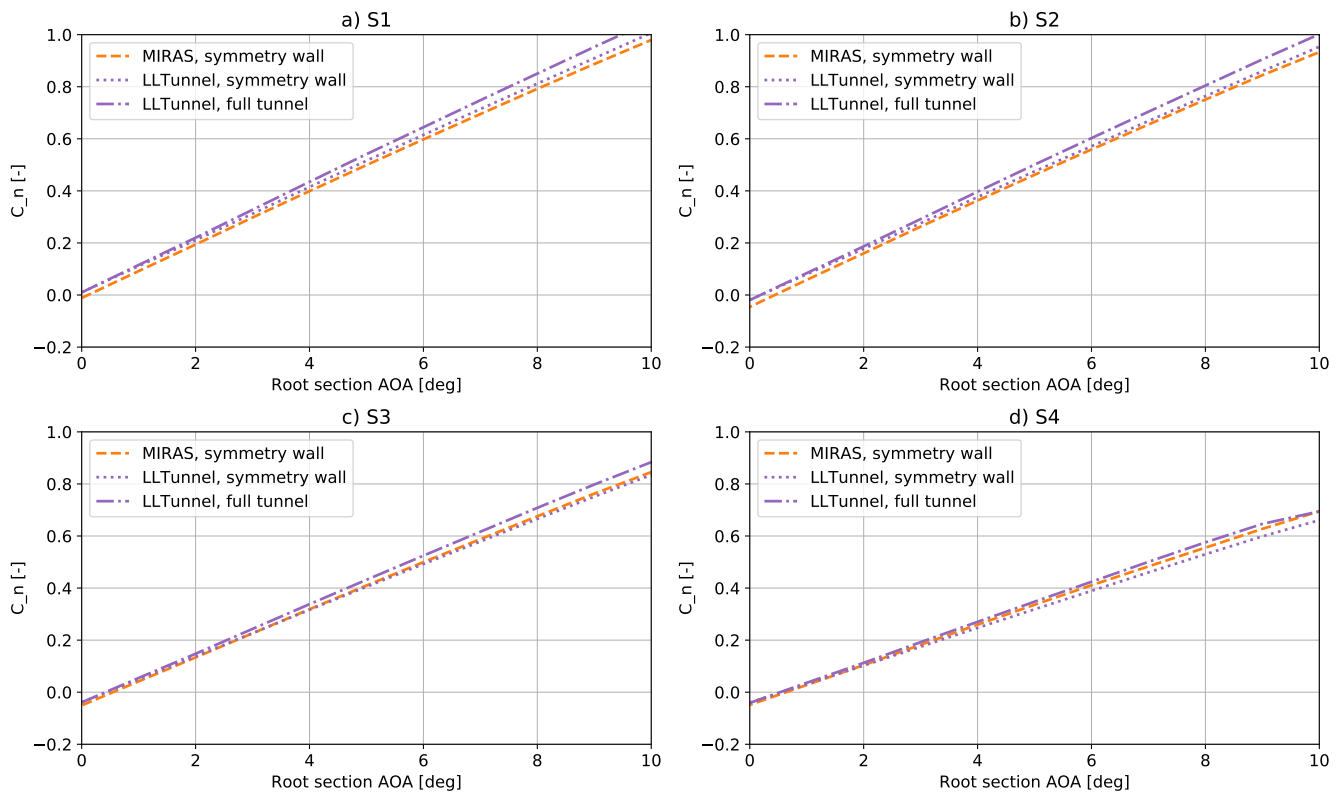 a) S1
1.0
0.8
0.6
0.4
0.2
0.0
−0.2
C_n [-]
MIRAS, symmetry wall
LLTunnel, symmetry wall
LLTunnel, full tunnel
0 2 4 6 8 10
Root section AOA [deg]
b) S2
1.0
0.8
0.6
0.4
0.2
0.0
−0.2
C_n [-]
MIRAS, symmetry wall
LLTunnel, symmetry wall
LLTunnel, full tunnel
0 2 4 6 8 10
Root section AOA [deg]
c) S3
1.0
0.8
0.6
0.4
0.2
0.0
−0.2
C_n [-]
MIRAS, symmetry wall
LLTunnel, symmetry wall
LLTunnel, full tunnel
0 2 4 6 8 10
Root section AOA [deg]
d) S4
1.0
0.8
0.6
0.4
0.2
0.0
−0.2
C_n [-]
MIRAS, symmetry wall
LLTunnel, symmetry wall
LLTunnel, full tunnel
0 2 4 6 8 10
Root section AOA [deg]